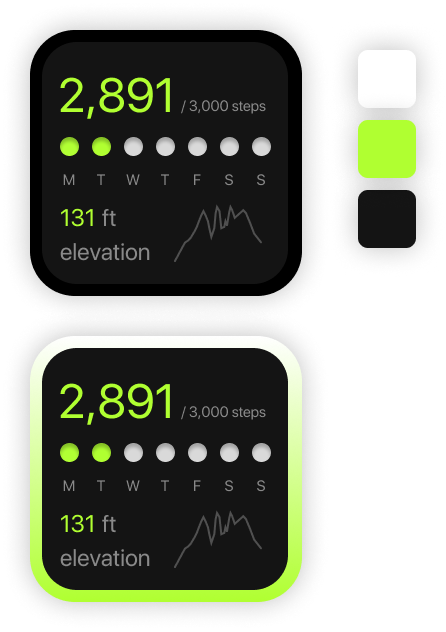 2,891 / 3,000 steps
M T W T F S S
131 ft
elevation
2,891 / 3,000 steps
M T W T F S S
131 ft
elevation